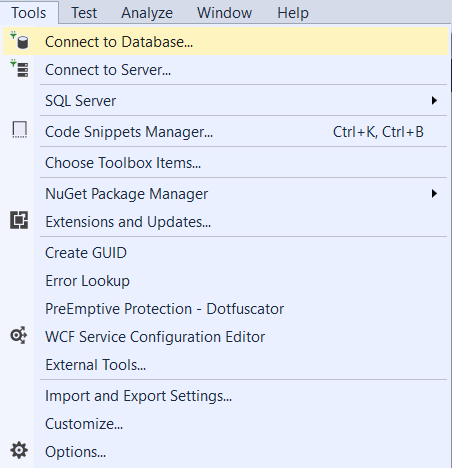 Tools Test Analyze Window Help
Connect to Database...
Connect to Server...
SQL Server
Code Snippets Manager... Ctrl+K, Ctrl+B
Choose Toolbox Items...
NuGet Package Manager
Extensions and Updates...
Create GUID
Error Lookup
PreEmptive Protection - Dotfuscator
WCF Service Configuration Editor
External Tools...
Import and Export Settings...
Customize...
Options...